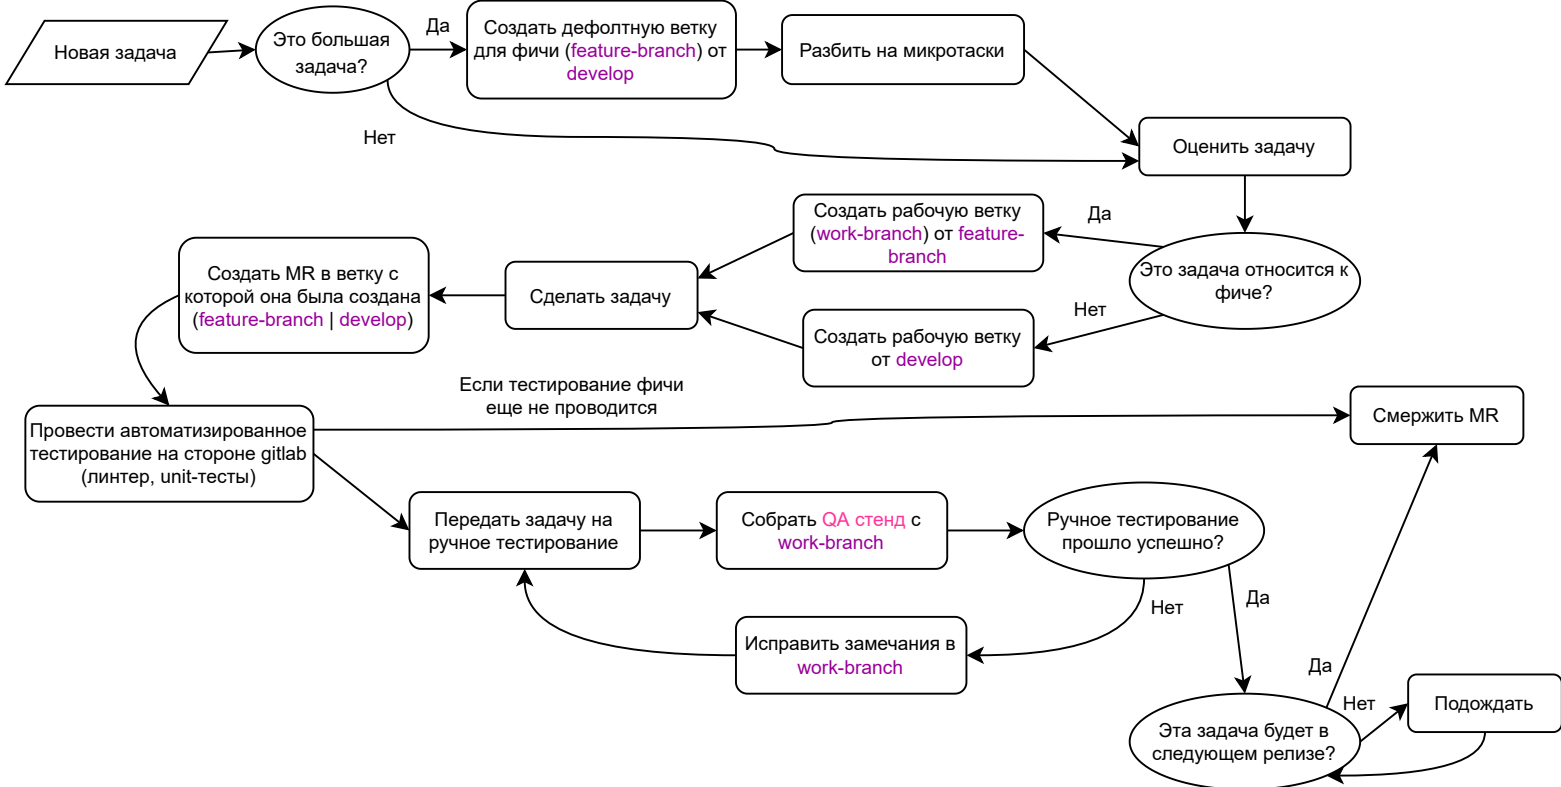 Новая задача
Это большая
задача?
Да
Создать дефолтную ветку
для фичи (feature-branch) от
develop
Разбить на микротаски
Нет
Оценить задачу
Это задача относится к
фиче?
Да
Создать рабочую ветку
(work-branch) от feature-
branch
Нет
Создать рабочую ветку
от develop
Сделать задачу
Создать MR в ветку с
которой она была создана
(feature-branch | develop)
Провести автоматизированное
тестирование на стороне gitlab
(линтер, unit-тесты)
Если тестирование фичи
еще не проводится
Смержить MR
Передать задачу на
ручное тестирование
Собрать QA стенд с
work-branch
Ручное тестирование
прошло успешно?
Нет
Исправить замечания в
work-branch
Да
Эта задача будет в
следующем релизе?
Да
Нет
Подождать